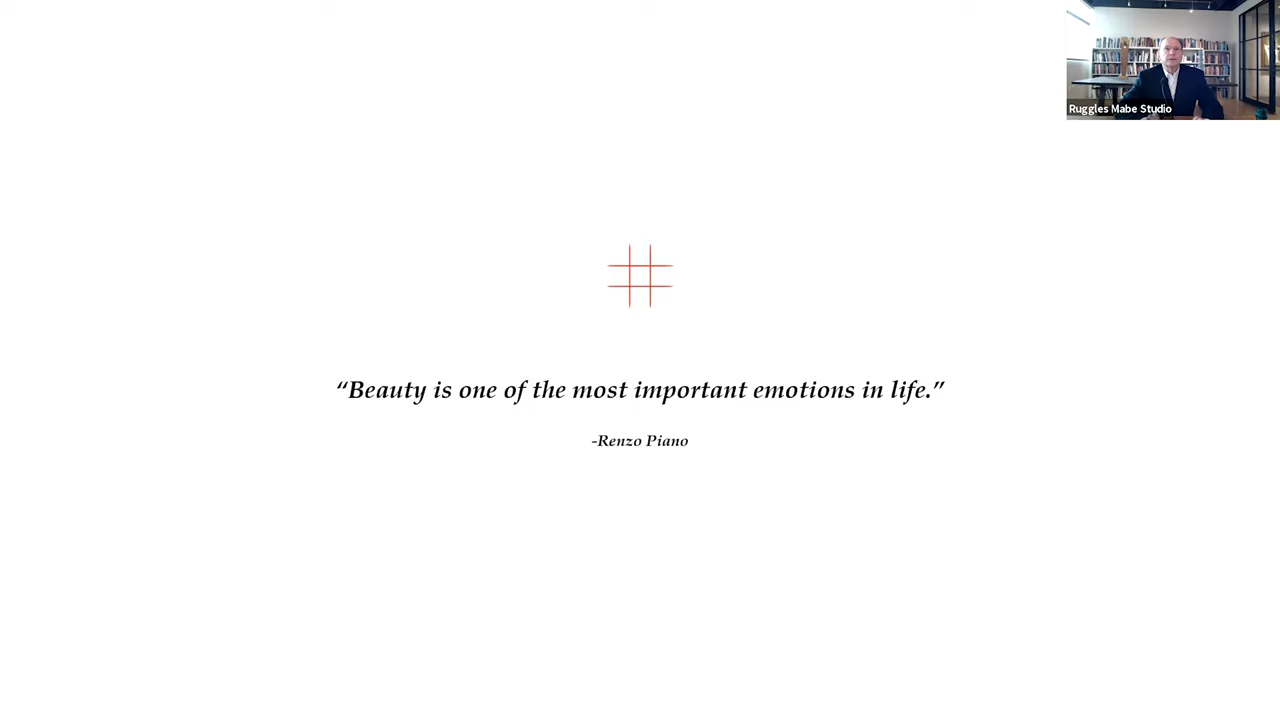 Ruggles Mabe Studio
“Beauty is one of the most important emotions in life.”
-Renzo Piano